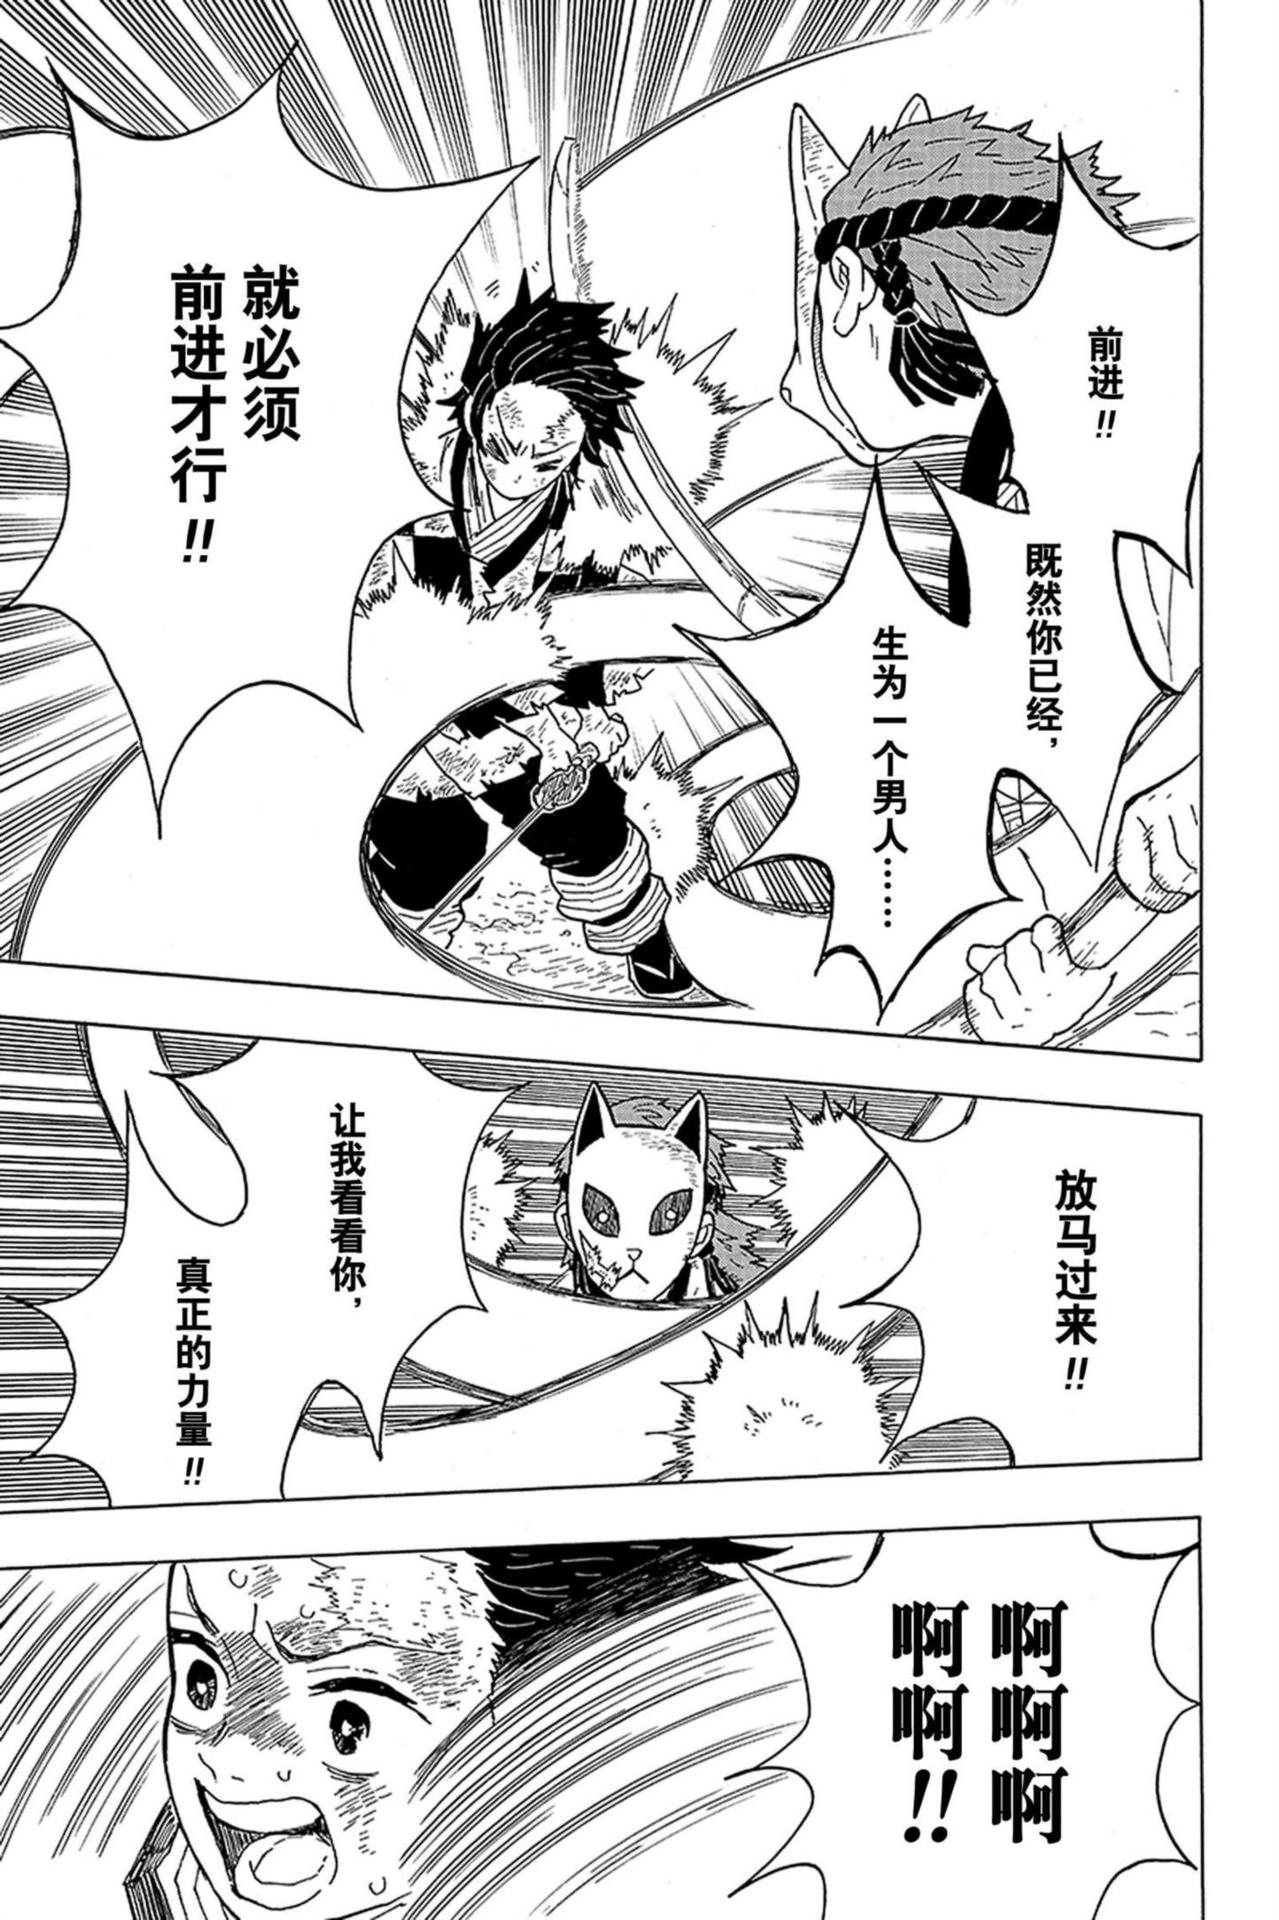 前进!!
既然你已经，
生为一个男人……
就必须
前进才行!!
放马过来!!
让我看看你，
真正的力量!!
啊啊啊
啊啊!!